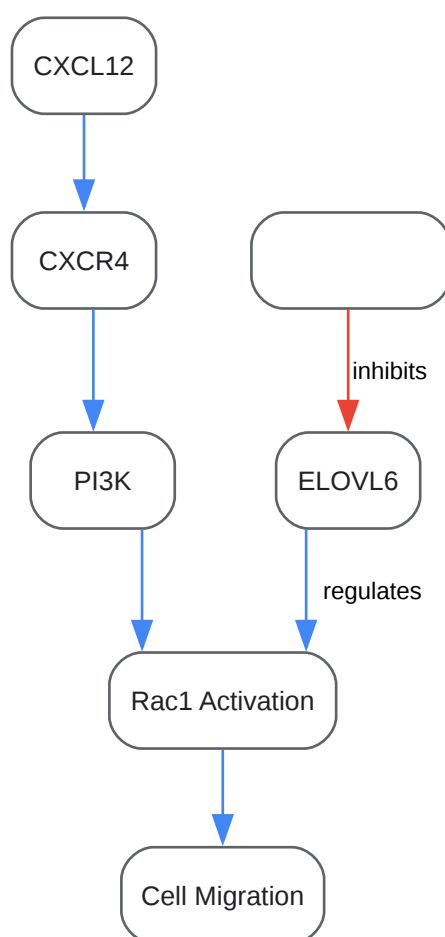 CXCL12
CXCR4
inhibits
PI3K
ELOVL6
regulates
Rac1 Activation
Cell Migration